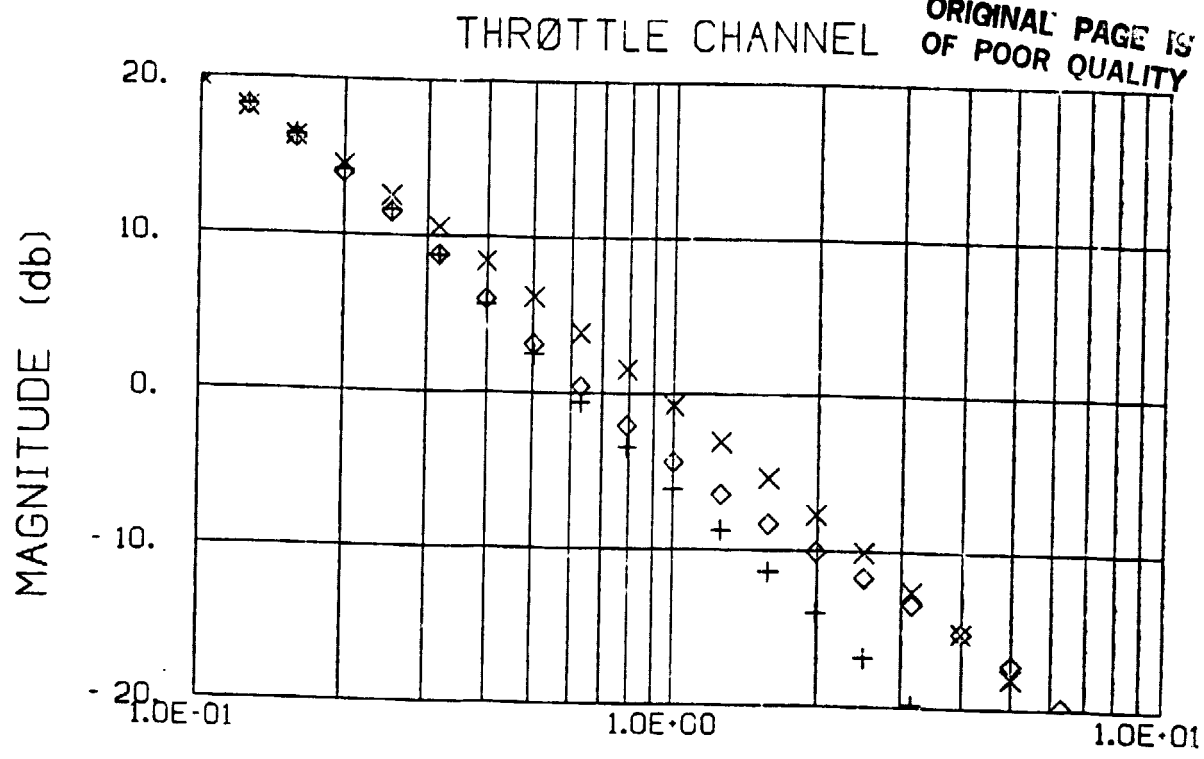 THRØTTLE CHANNEL
ORIGINAL PAGE IS
OF POOR QUALITY
MAGNITUDE (db)
20.
10.
0.
- 10.
- 20.
1.0E-01
1.0E+00
1.0E+01